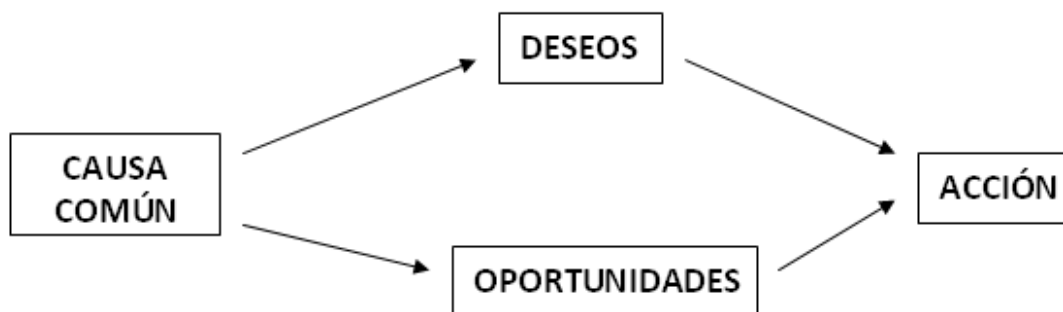 DESEOS
CAUSA
COMÚN
ACCIÓN
OPORTUNIDADES